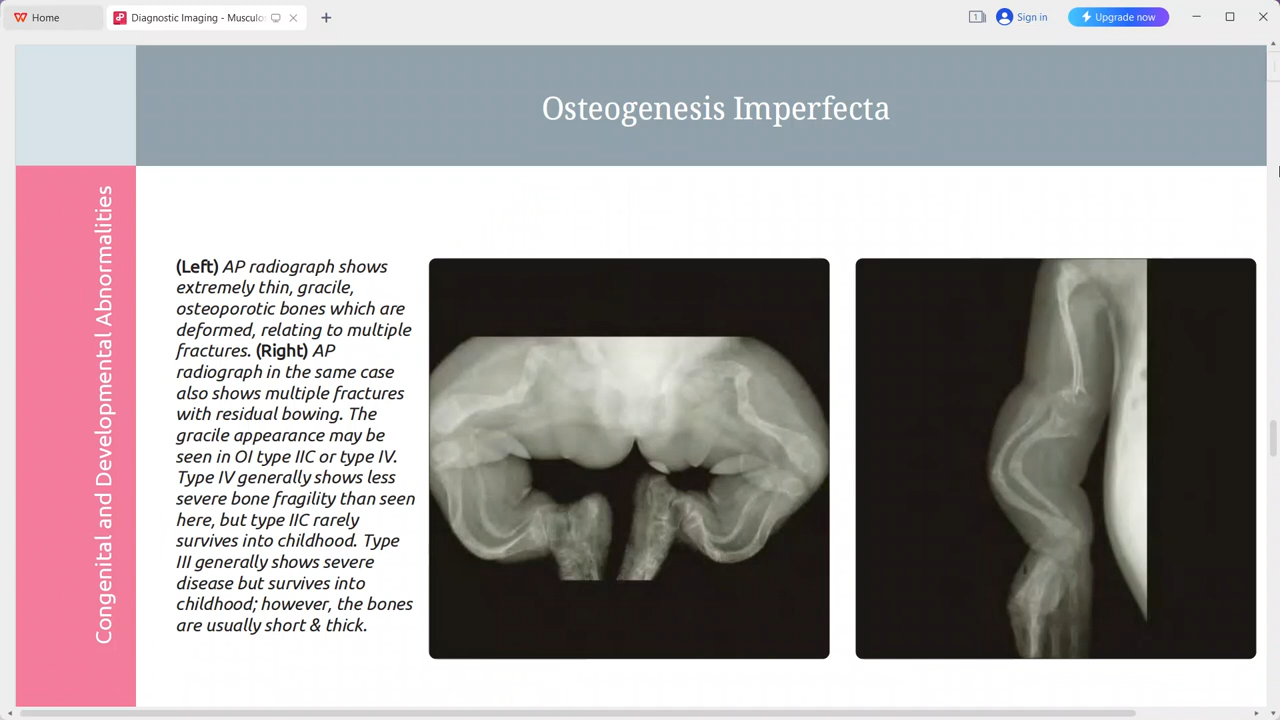 Home
Diagnostic Imaging - Musculo
1
Sign in
Upgrade now
Osteogenesis Imperfecta
Congenital and Developmental Abnormalities
(Left) AP radiograph shows
extremely thin, gracile,
osteoporotic bones which are
deformed, relating to multiple
fractures. (Right) AP
radiograph in the same case
also shows multiple fractures
with residual bowing. The
gracile appearance may be
seen in OI type IIC or type IV.
Type IV generally shows less
severe bone fragility than seen
here, but type IIC rarely
survives into childhood. Type
III generally shows severe
disease but survives into
childhood; however, the bones
are usually short & thick.